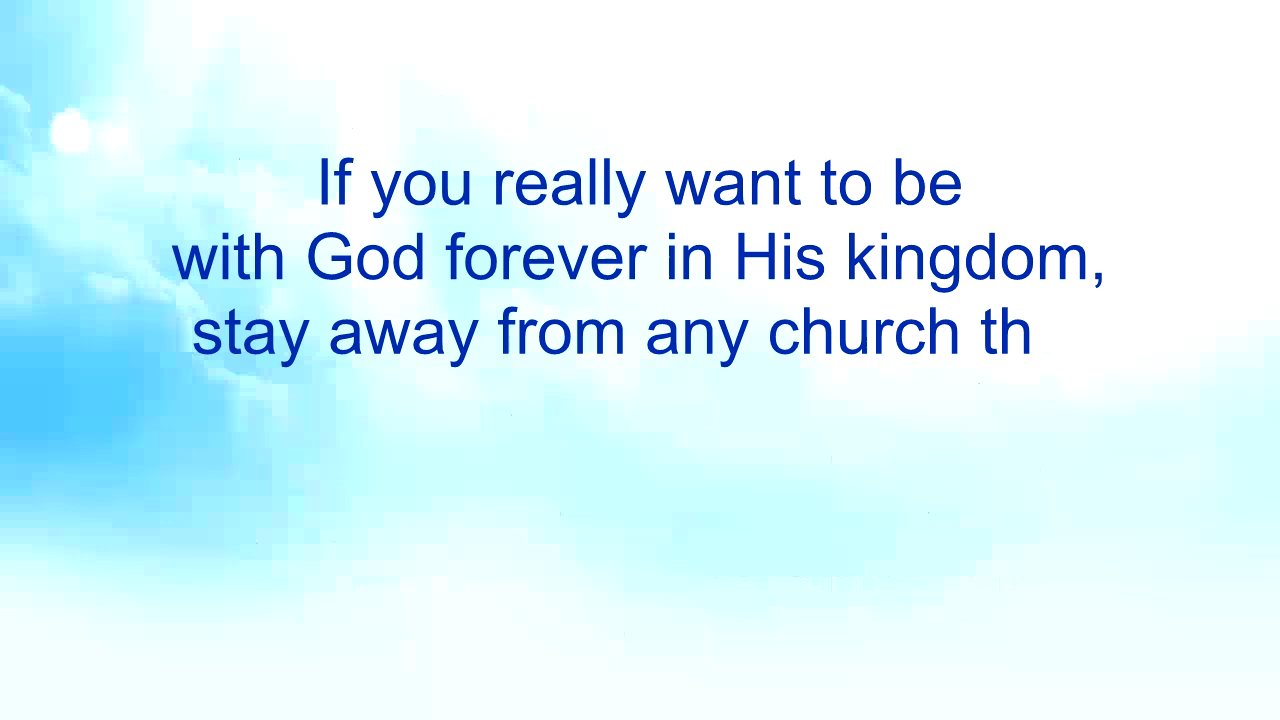 If you really want to be
with God forever in His kingdom,
stay away from any church th